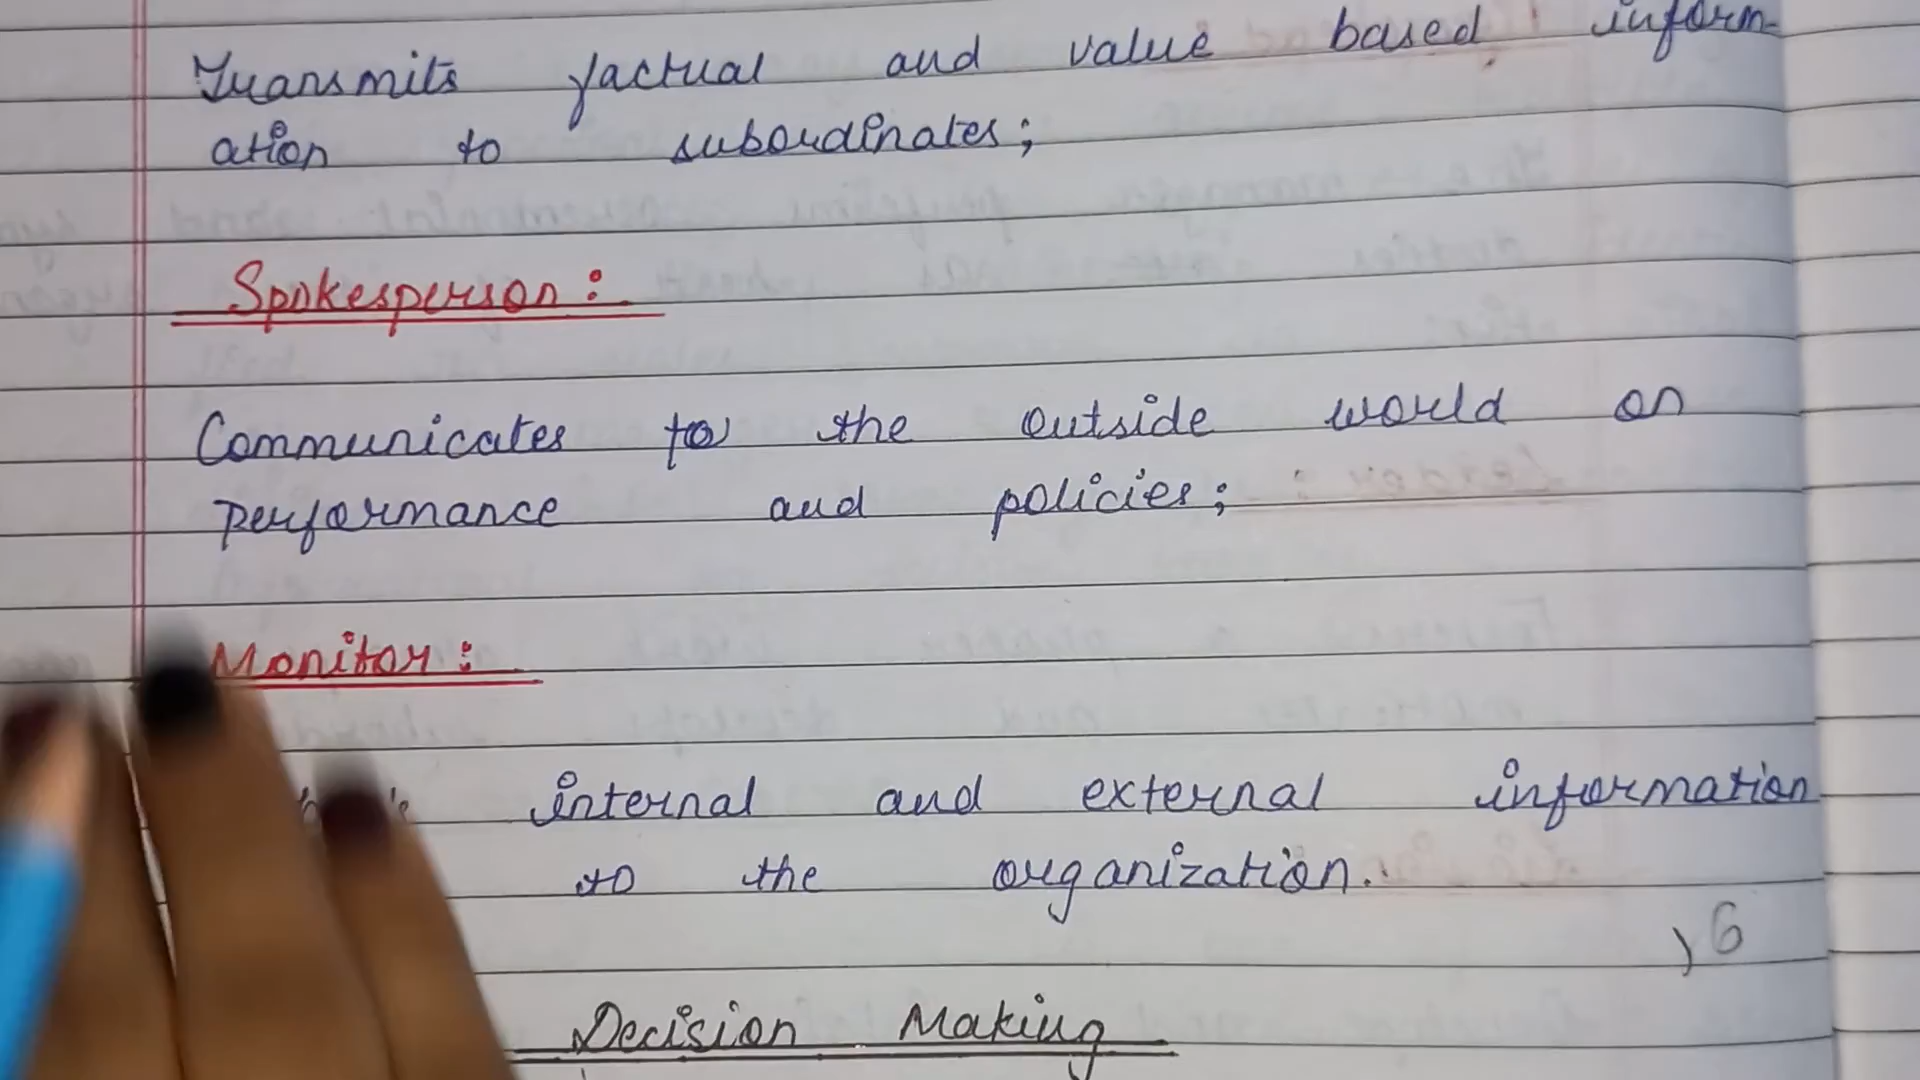 Transmits factual and value based inform-
ation to subordinates;
Spokesperson:
Communicates to the outside world on
performance and policies;
Monitor:
internal and external information
to the organization.
6
Decision Making